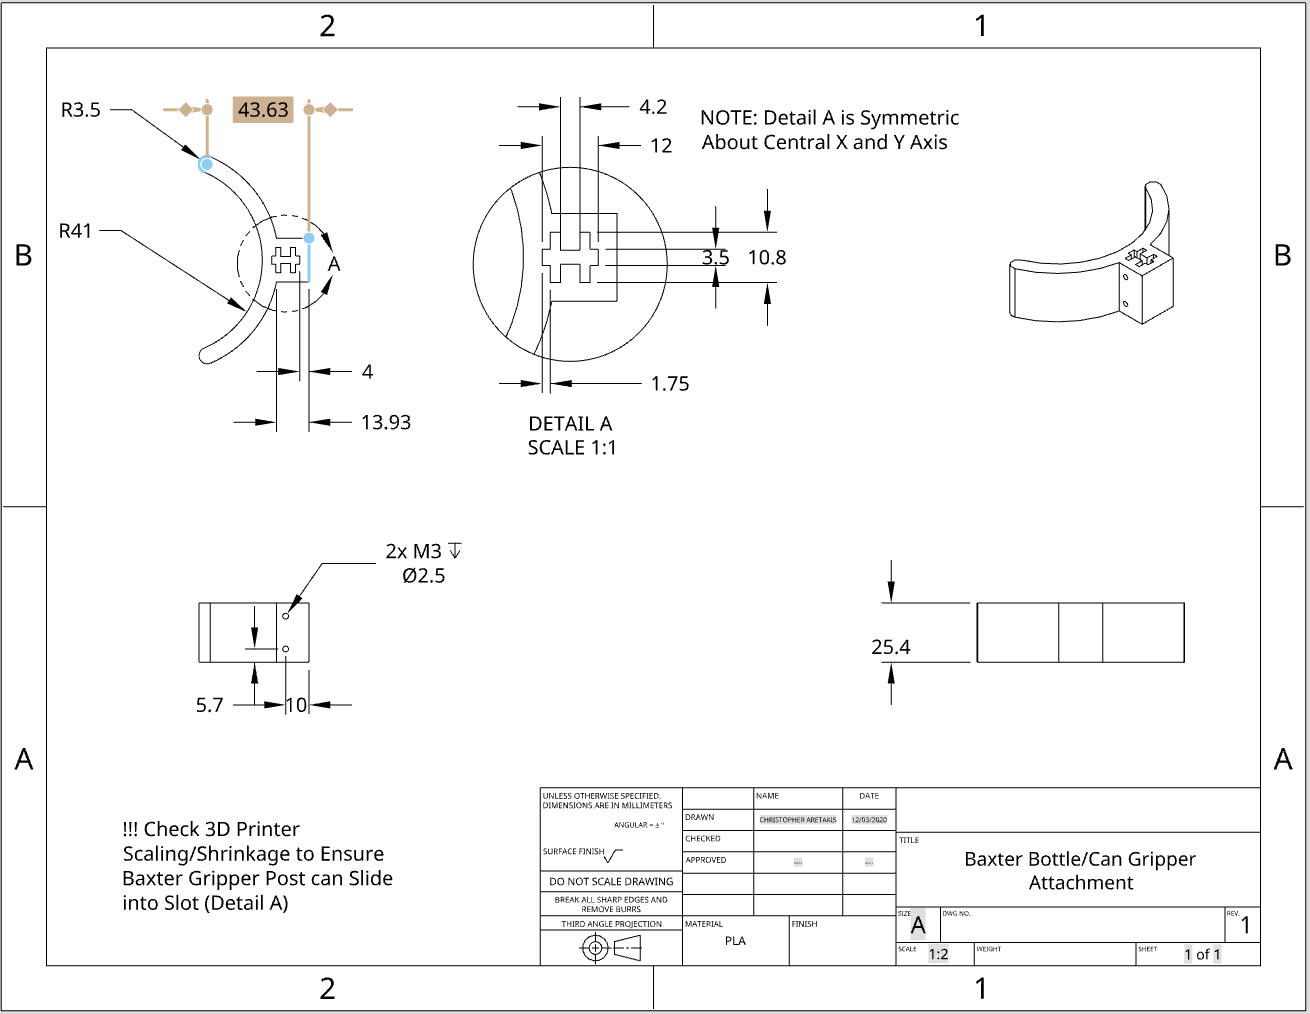 2
1
R3.5
43.63
4.2
12
NOTE: Detail A is Symmetric
About Central X and Y Axis
R41
B
A
3.5
10.8
B
4
1.75
13.93
DETAIL A
SCALE 1:1
2x M3 ↧
Ø2.5
25.4
5.7
10
A
A
!!! Check 3D Printer
Scaling/Shrinkage to Ensure
Baxter Gripper Post can Slide
into Slot (Detail A)
UNLESS OTHERWISE SPECIFIED,
DIMENSIONS ARE IN MILLIMETERS
ANGULAR = ± °
SURFACE FINISH
DO NOT SCALE DRAWING
BREAK ALL SHARP EDGES AND
REMOVE BURRS
THIRD ANGLE PROJECTION
NAME
DATE
DRAWN
CHRISTOPHER ARETAKIS
12/03/2020
CHECKED
APPROVED
MATERIAL
PLA
FINISH
TITLE
Baxter Bottle/Can Gripper
Attachment
SIZE
A
DWG NO.
REV.
1
SCALE
1:2
WEIGHT
SHEET
1 of 1
2
1